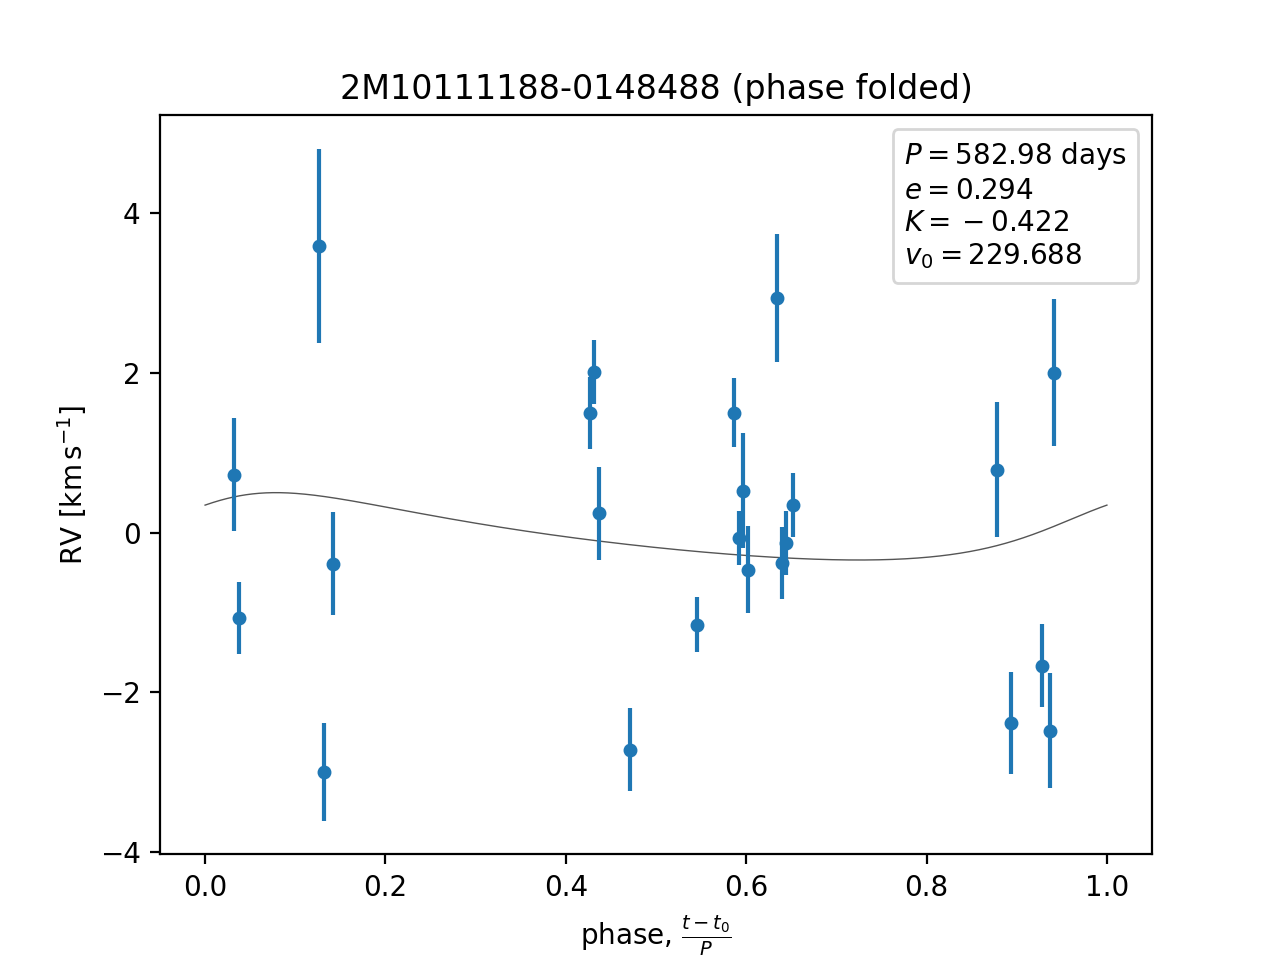 2M10111188-0148488 (phase folded)
P = 582.98 days
e = 0.294
K = −0.422
v₀ = 229.688
RV [km s⁻¹]
4
2
0
−2
−4
0.0 0.2 0.4 0.6 0.8 1.0
phase, (t − t₀)/P